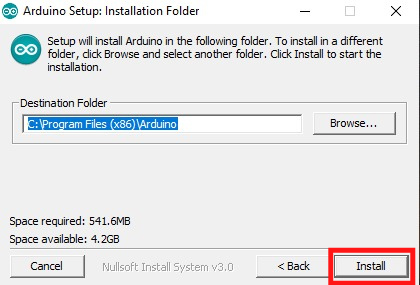 Arduino Setup: Installation Folder
Setup will install Arduino in the following folder. To install in a different
folder, click Browse and select another folder. Click Install to start the
installation.
Destination Folder
C:\Program Files (x86)\Arduino
Browse...
Space required: 541.6MB
Space available: 4.2GB
Cancel
Nullsoft Install System v3.0
< Back
Install